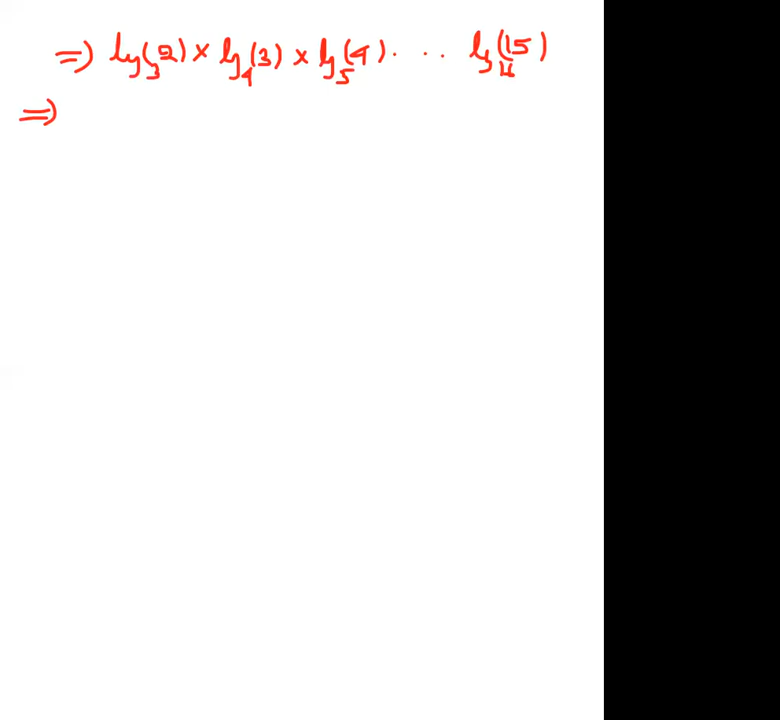 ⇒ log₃(2) × log₄(3) × log₅(4) · ·· log₁₆(15)
⇒